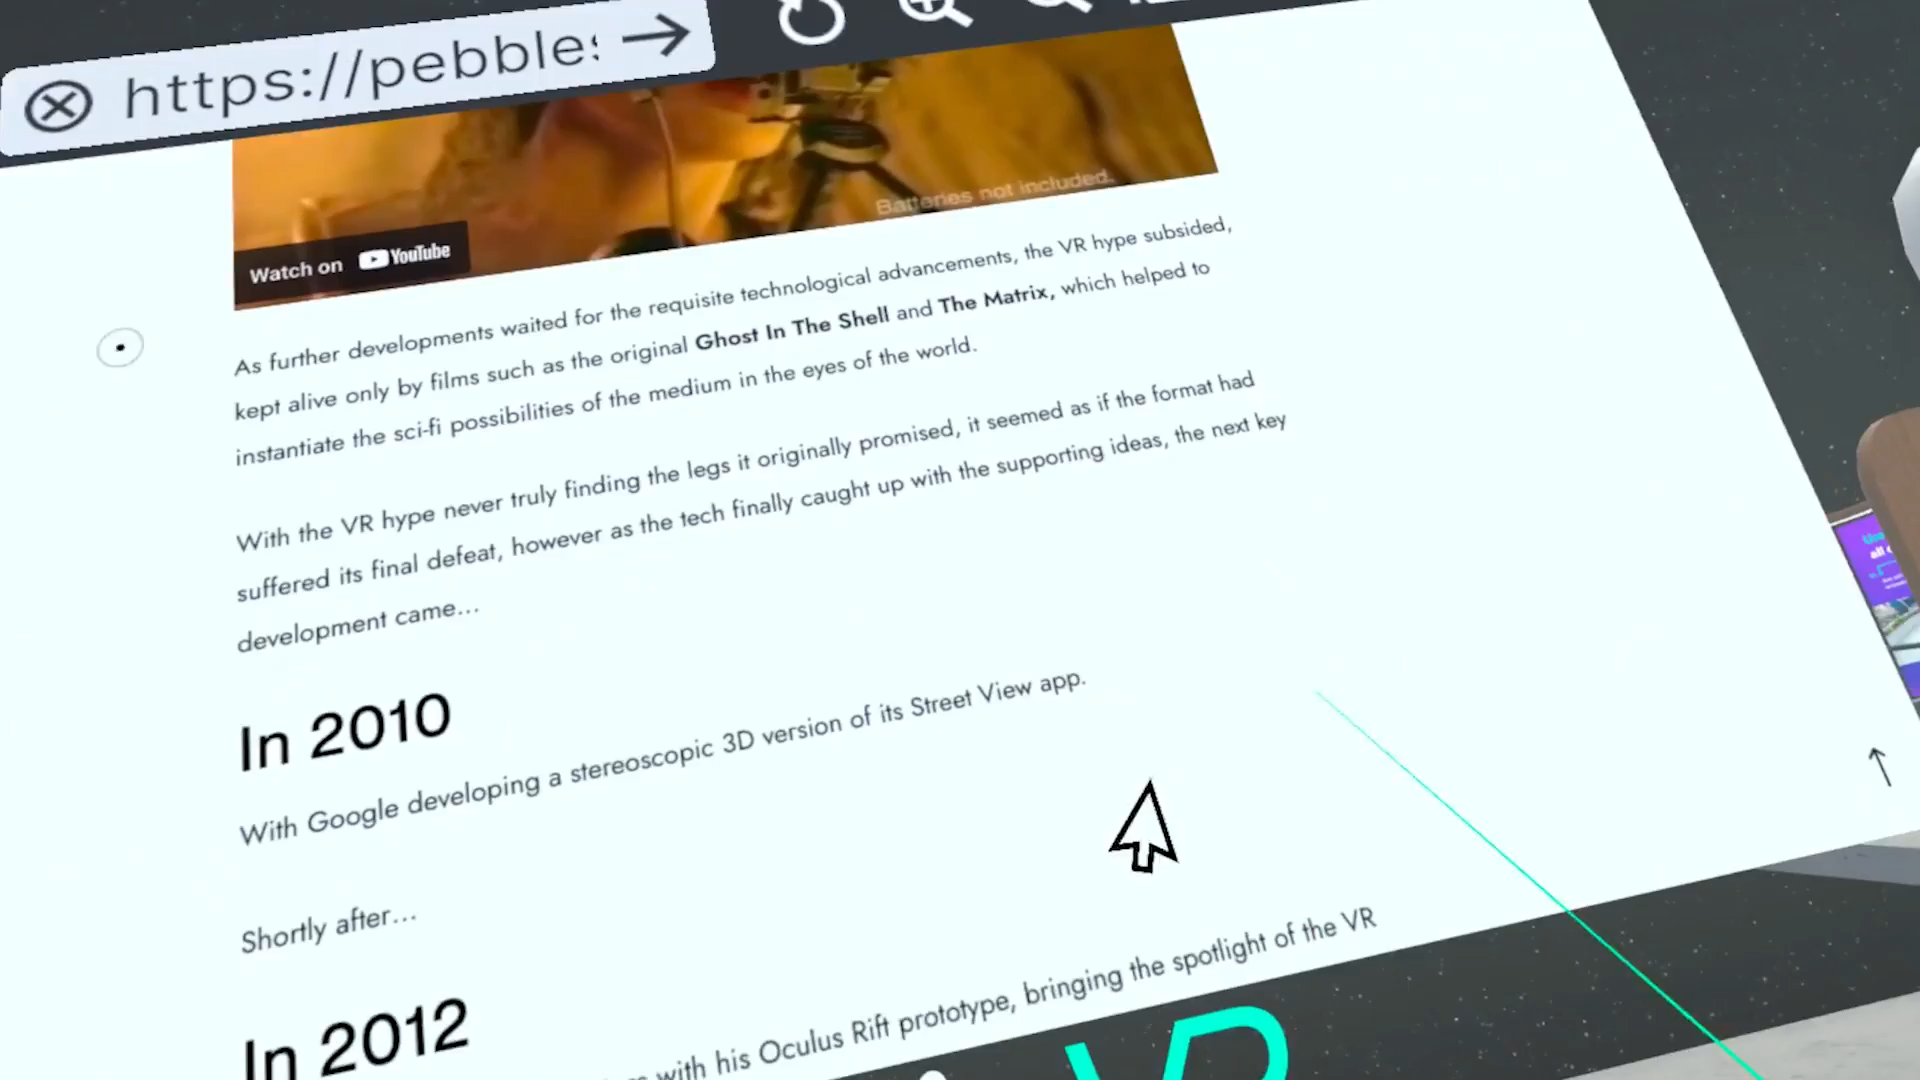 https://pebbles
Batteries not included.
Watch on YouTube
As further developments waited for the requisite technological advancements, the VR hype subsided,
kept alive only by films such as the original Ghost In The Shell and The Matrix, which helped to
instantiate the sci-fi possibilities of the medium in the eyes of the world.
With the VR hype never truly finding the legs it originally promised, it seemed as if the format had
suffered its final defeat, however as the tech finally caught up with the supporting ideas, the next key
development came...
In 2010
With Google developing a stereoscopic 3D version of its Street View app.
Shortly after...
In 2012
with his Oculus Rift prototype, bringing the spotlight of the VR
VR